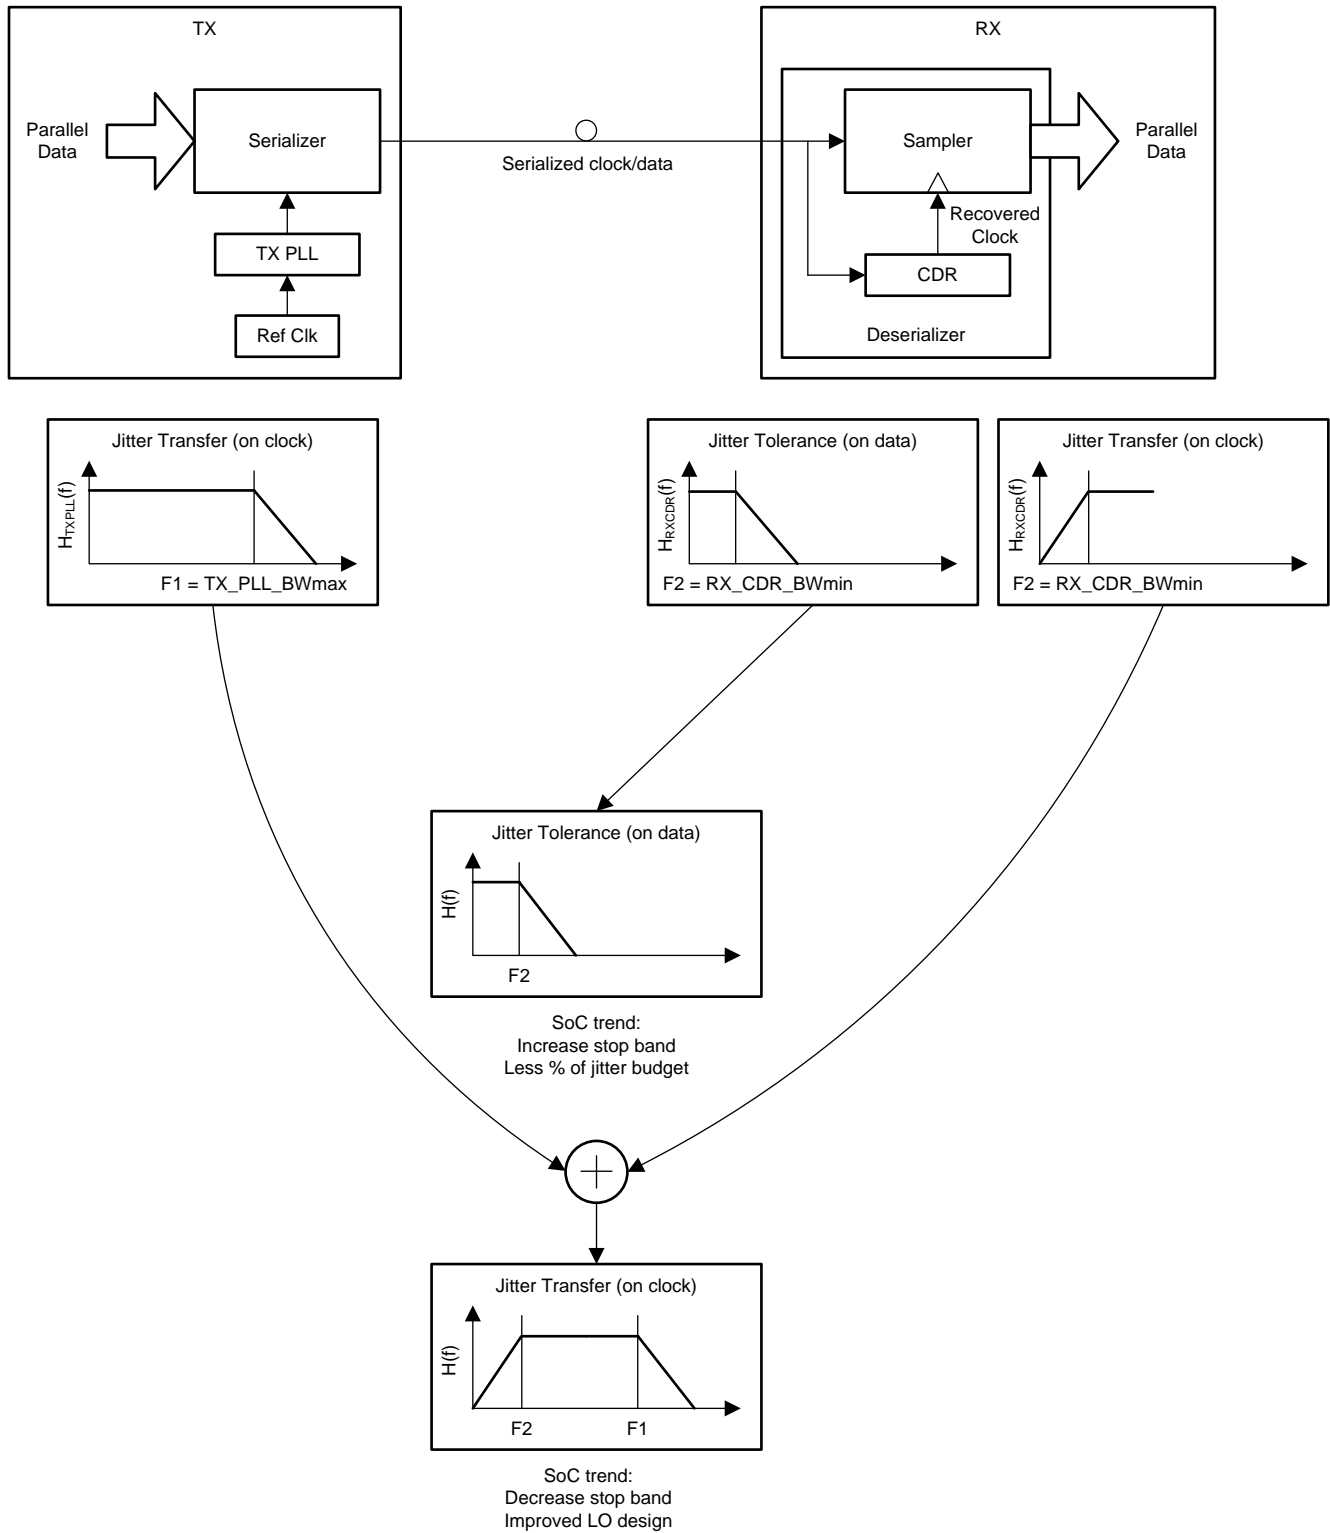 TX
Parallel
Data
Serializer
TX PLL
Ref Clk
Serialized clock/data
RX
Sampler
Recovered
Clock
CDR
Deserializer
Parallel
Data
Jitter Transfer (on clock)
HTXPLL(f)
F1 = TX_PLL_BWmax
Jitter Tolerance (on data)
HRXCDR(f)
F2 = RX_CDR_BWmin
Jitter Transfer (on clock)
HRXCDR(f)
F2 = RX_CDR_BWmin
Jitter Tolerance (on data)
H(f)
F2
SoC trend:
Increase stop band
Less % of jitter budget
Jitter Transfer (on clock)
H(f)
F2
F1
SoC trend:
Decrease stop band
Improved LO design